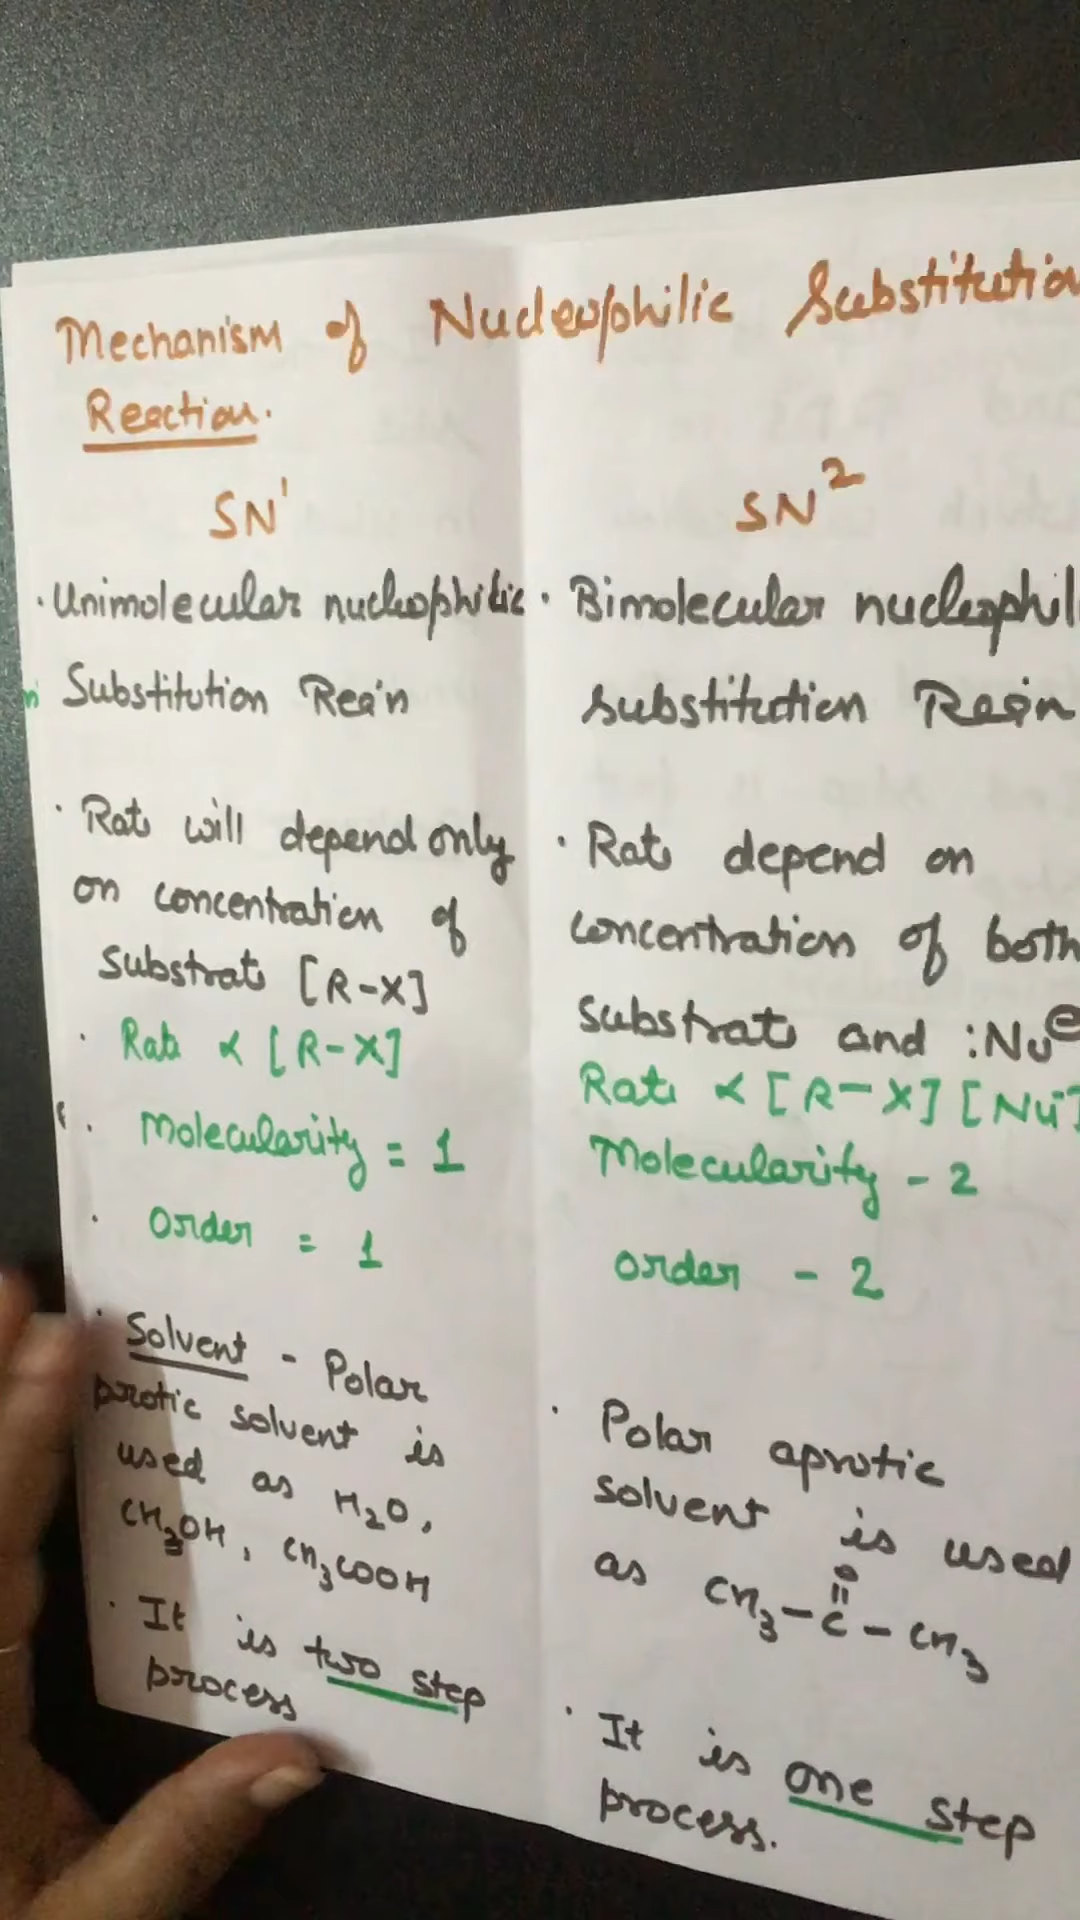 Mechanism of Nucleophilic Substitution
Reaction.
SN1
· Unimolecular nucleophilic
Substitution Rea'n
· Rate will depend only
on concentration of
Substrate [R-X]
· Rate ∝ [R-X]
· Molecularity = 1
· Order = 1
· Solvent - Polar
protic solvent is
used as H2O,
CH3OH, CH3COOH
· It is two step
process
SN2
· Bimolecular nucleophil
substitution Rea'n
· Rate depend on
concentration of both
Substrate and :Nu⊖
Rate ∝ [R-X] [Nu-]
Molecularity - 2
order - 2
· Polar aprotic
solvent is used
O
||
as CH3-C-CH3
· It is one step
process.